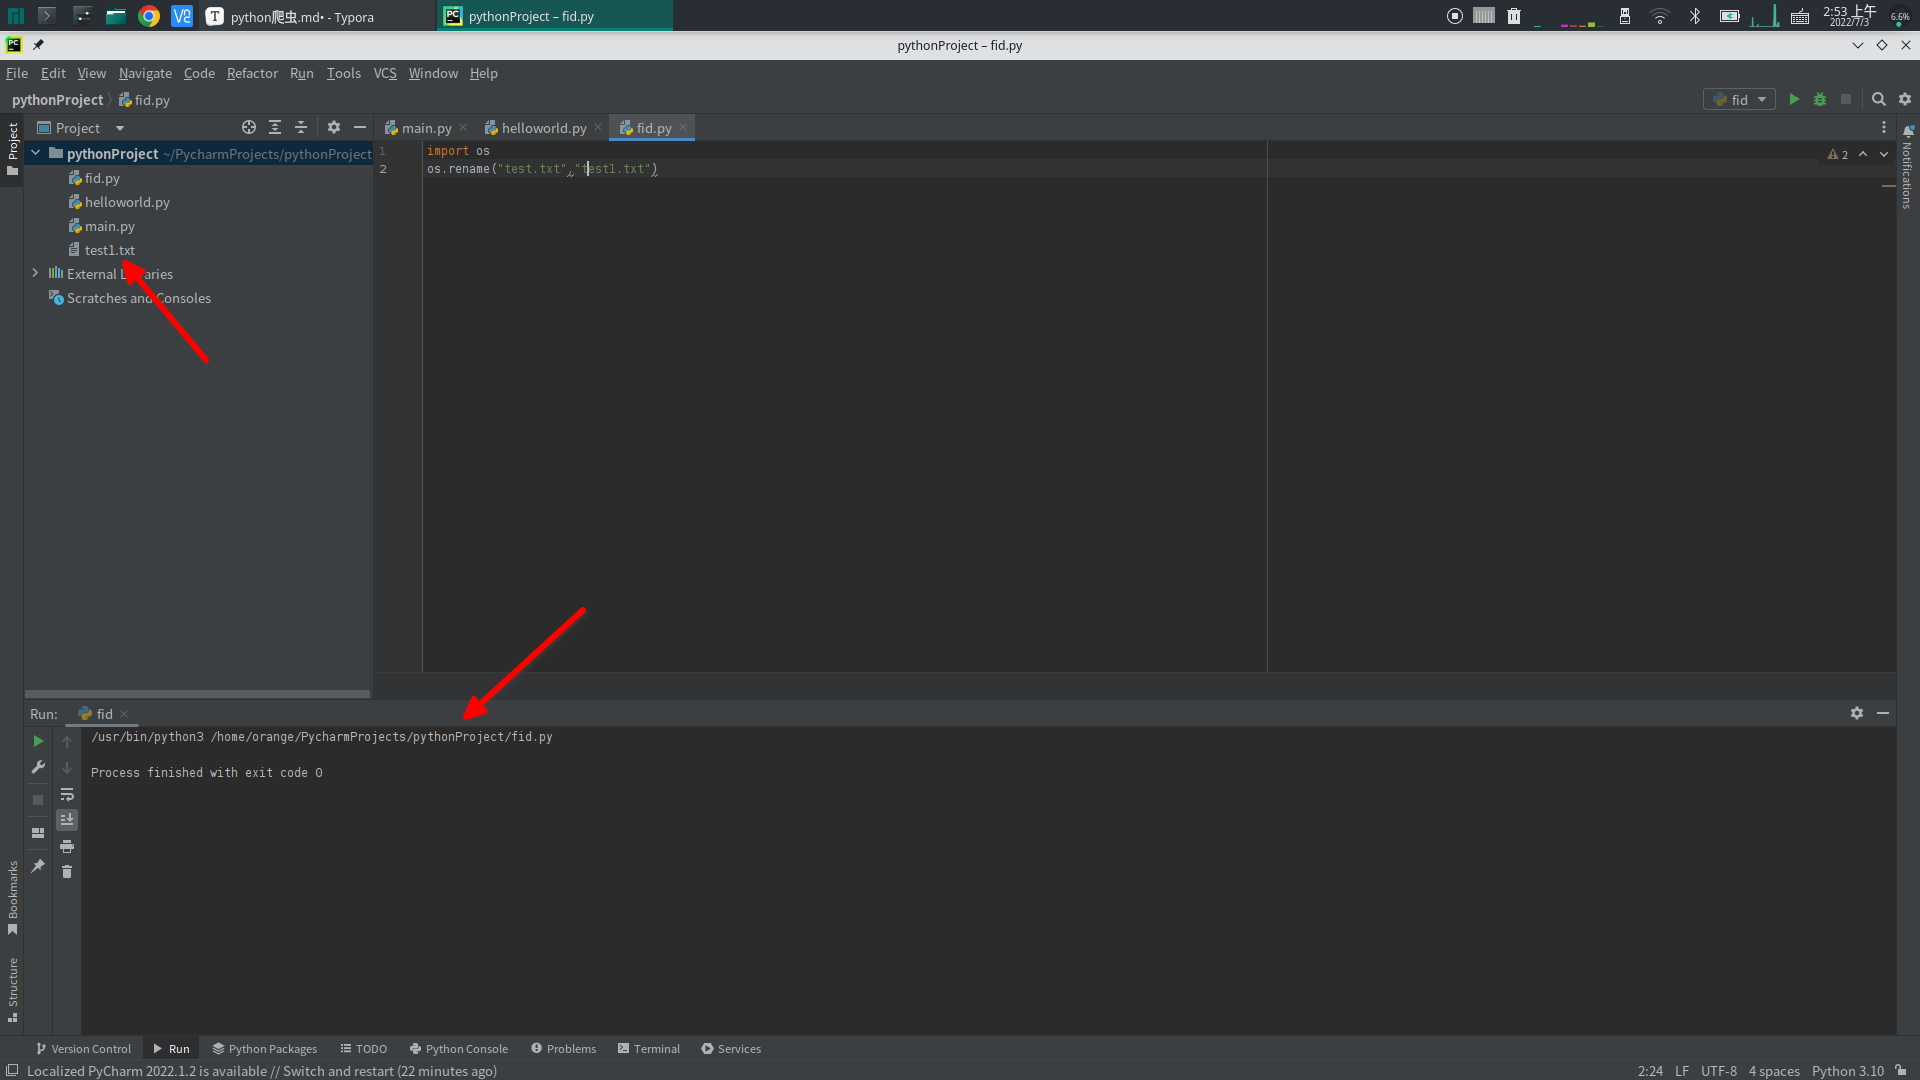 python爬虫.md• - Typora
pythonProject – fid.py
2:53 上午
2022/7/3
6.6%
pythonProject – fid.py
File Edit View Navigate Code Refactor Run Tools VCS Window Help
pythonProject fid.py
fid
Project
main.py
helloworld.py
fid.py
Project
Notifications
pythonProject ~/PycharmProjects/pythonProject
fid.py
helloworld.py
main.py
test1.txt
External Libraries
Scratches and Consoles
1 import os
2 os.rename("test.txt","test1.txt")
2
Run: fid
/usr/bin/python3 /home/orange/PycharmProjects/pythonProject/fid.py
Process finished with exit code 0
Bookmarks
Structure
Version Control Run Python Packages TODO Python Console Problems Terminal Services
Localized PyCharm 2022.1.2 is available // Switch and restart (22 minutes ago)
2:24 LF UTF-8 4 spaces Python 3.10